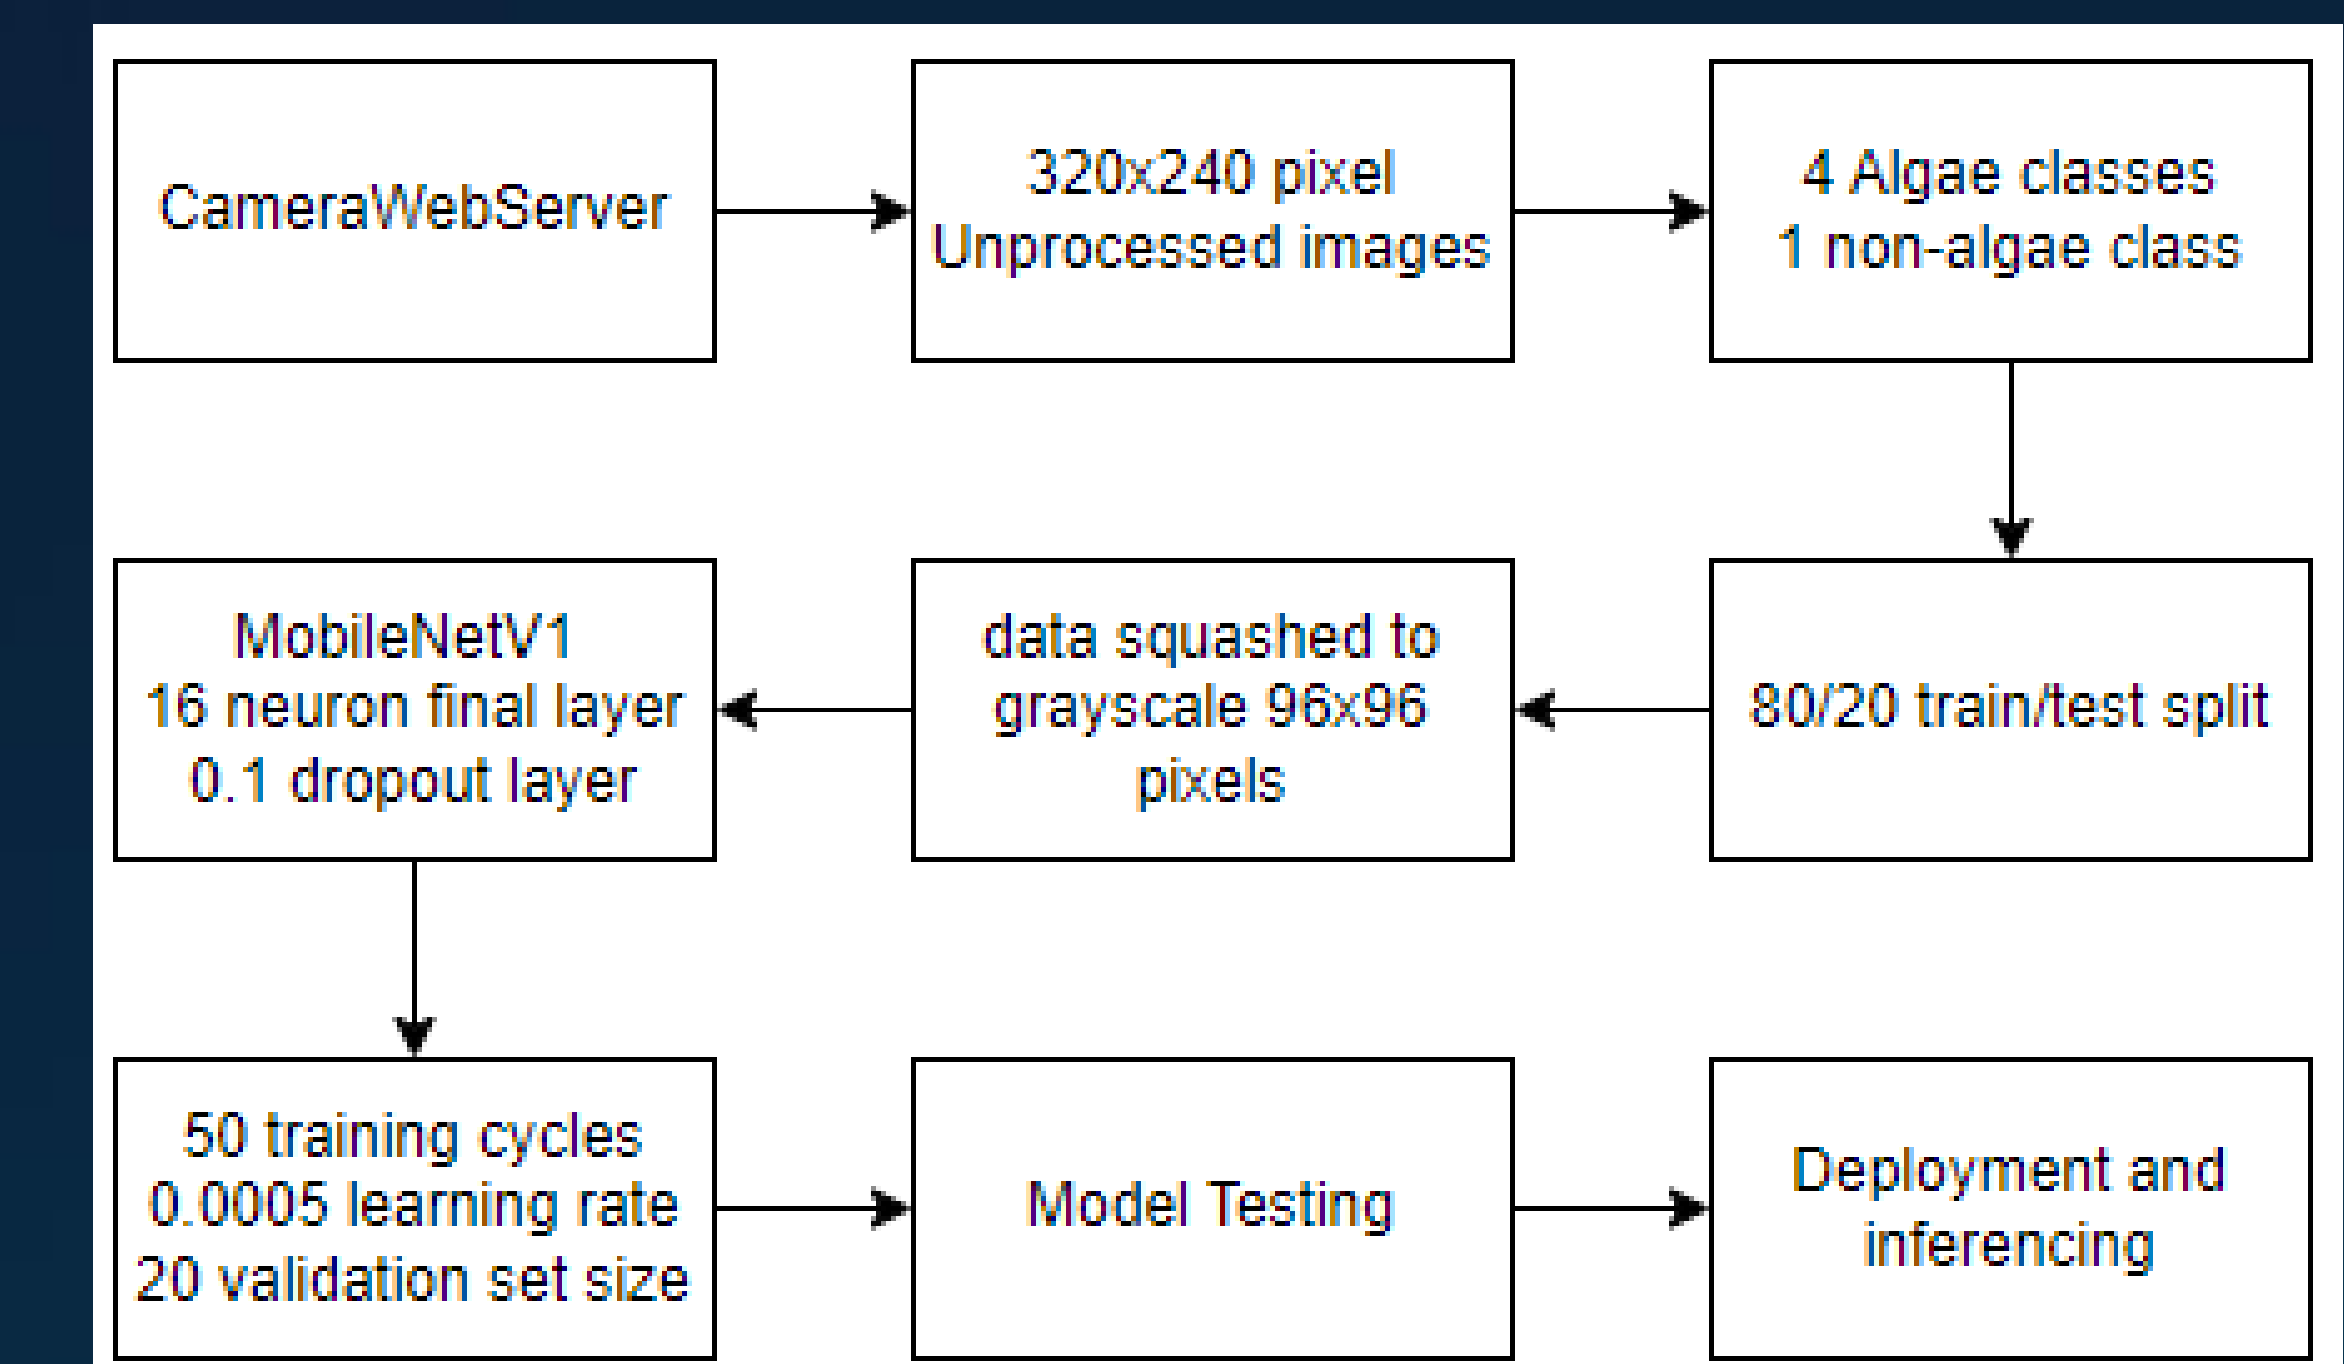 CameraWebServer
320x240 pixel
Unprocessed images
4 Algae classes
1 non-algae class
MobileNetV1
16 neuron final layer
0.1 dropout layer
data squashed to
grayscale 96x96
pixels
80/20 train/test split
50 training cycles
0.0005 learning rate
20 validation set size
Model Testing
Deployment and
inferencing